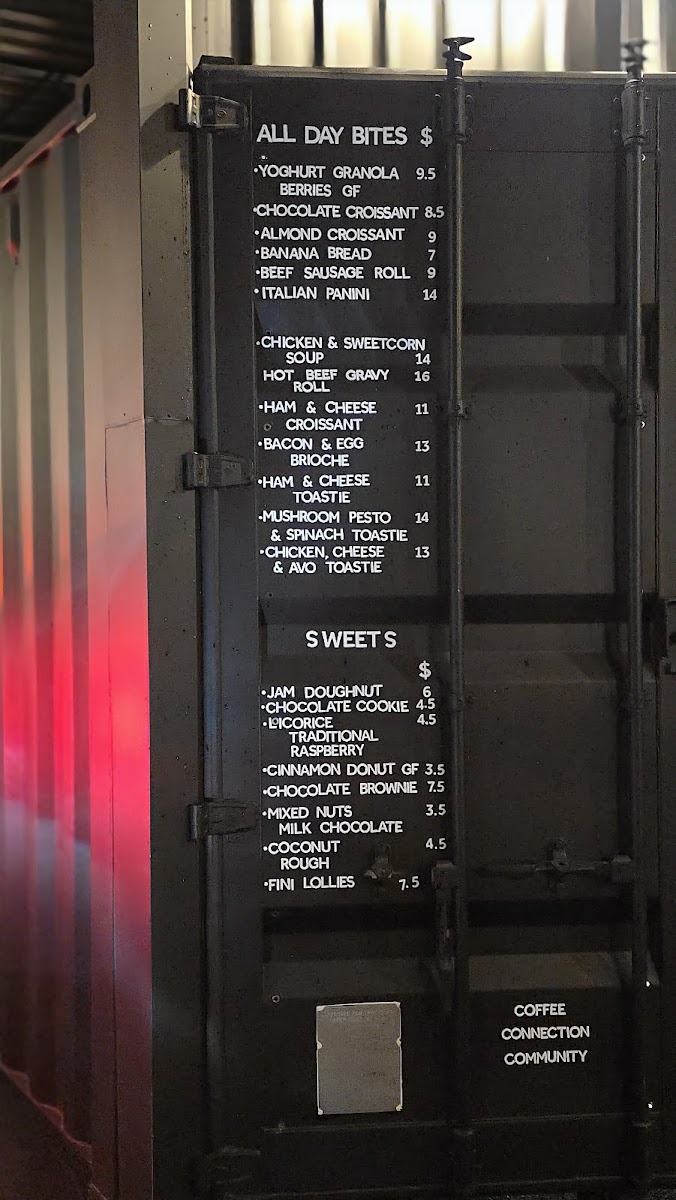 ALL DAY BITES $
•YOGHURT GRANOLA 9.5
BERRIES GF
•CHOCOLATE CROISSANT 8.5
•ALMOND CROISSANT 9
•BANANA BREAD 7
•BEEF SAUSAGE ROLL 9
•ITALIAN PANINI 14
•CHICKEN & SWEETCORN
SOUP 14
HOT BEEF GRAVY 16
ROLL
•HAM & CHEESE 11
CROISSANT
•BACON & EGG 13
BRIOCHE
•HAM & CHEESE 11
TOASTIE
•MUSHROOM PESTO 14
& SPINACH TOASTIE
•CHICKEN, CHEESE 13
& AVO TOASTIE
SWEETS
$
•JAM DOUGHNUT 6
•CHOCOLATE COOKIE 4.5
•LICORICE 4.5
TRADITIONAL
RASPBERRY
•CINNAMON DONUT GF 3.5
•CHOCOLATE BROWNIE 7.5
•MIXED NUTS 3.5
MILK CHOCOLATE
•COCONUT 4.5
ROUGH
•FINI LOLLIES 7.5
COFFEE
CONNECTION
COMMUNITY